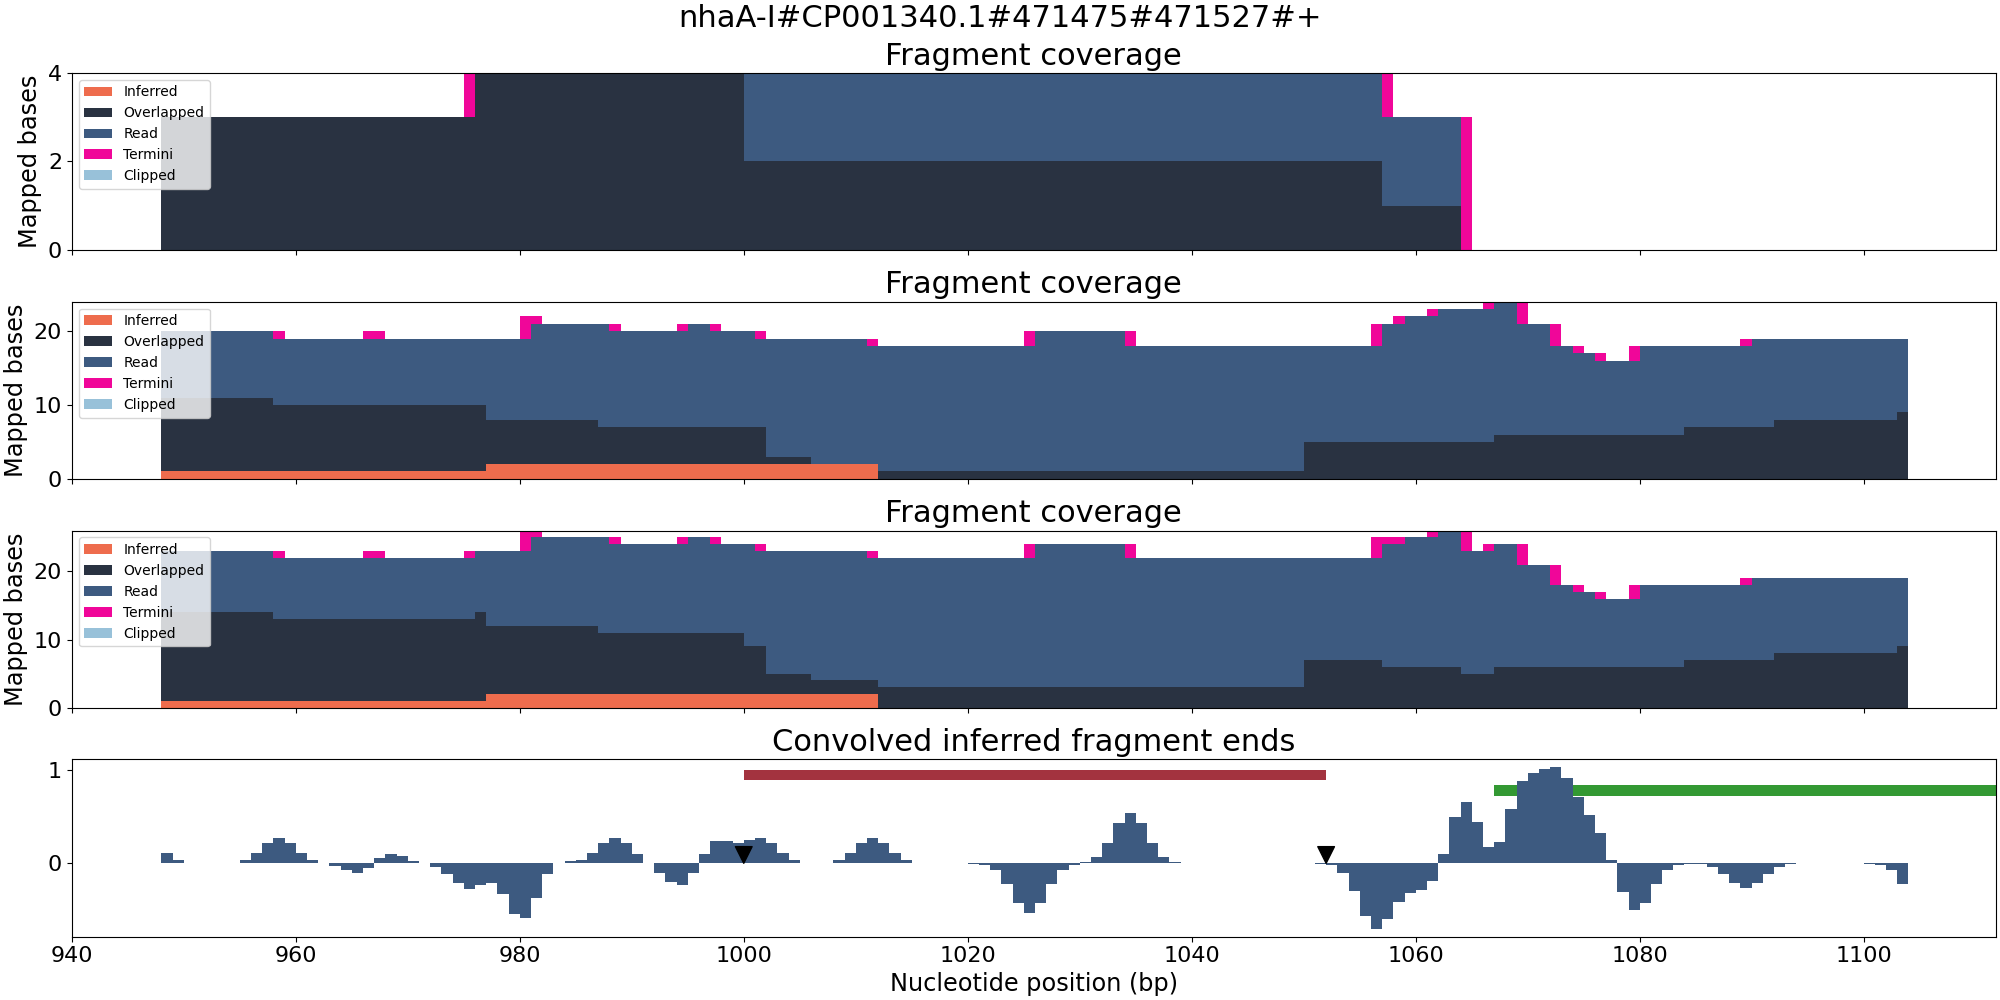 nhaA-I#CP001340.1#471475#471527#+
Fragment coverage
Mapped bases
4
2
0
Inferred
Overlapped
Read
Termini
Clipped
Fragment coverage
Mapped bases
20
10
0
Inferred
Overlapped
Read
Termini
Clipped
Fragment coverage
Mapped bases
20
10
0
Inferred
Overlapped
Read
Termini
Clipped
Convolved inferred fragment ends
1
0
940 960 980 1000 1020 1040 1060 1080 1100
Nucleotide position (bp)